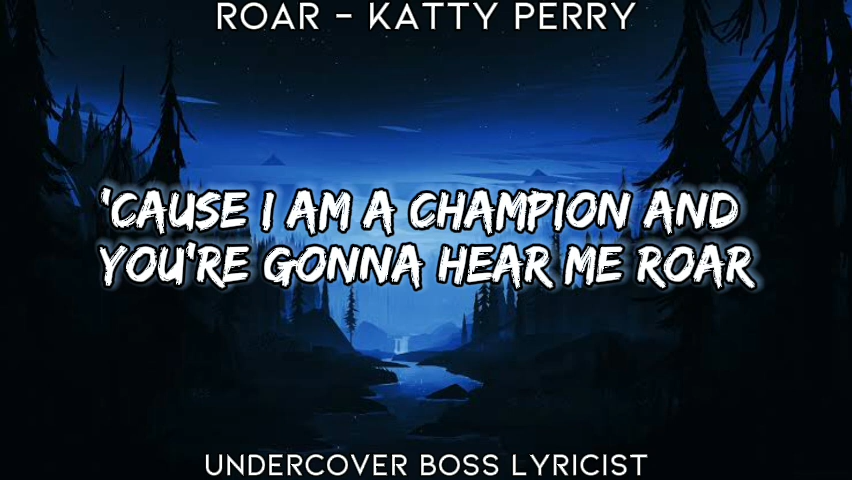 ROAR - KATTY PERRY
'CAUSE I AM A CHAMPION AND
YOU'RE GONNA HEAR ME ROAR
UNDERCOVER BOSS LYRICIST